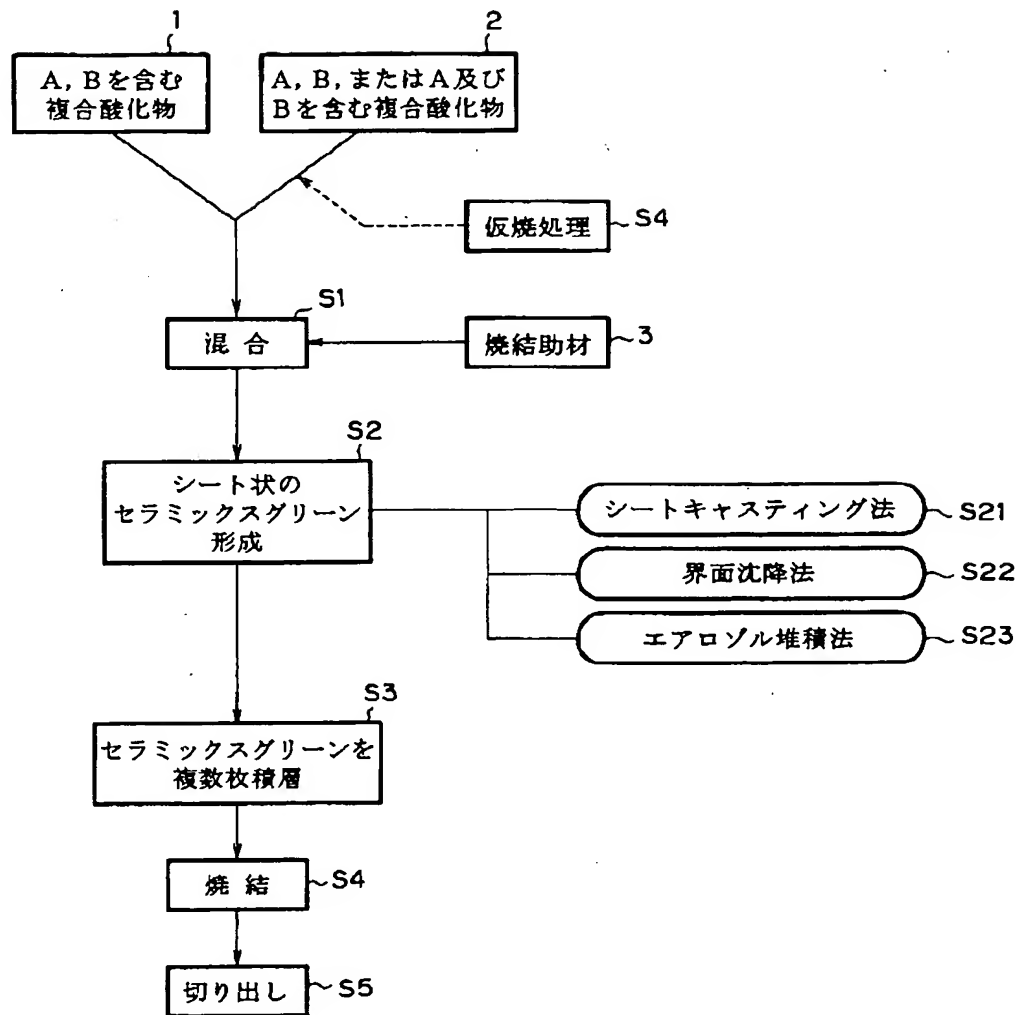 1
A, Bを含む
複合酸化物
2
A, B, またはA及び
Bを含む複合酸化物
仮焼処理
S4
S1
混合
焼結助材
3
S2
シート状の
セラミックスグリーン
形成
シートキャスティング法
S21
界面沈降法
S22
エアロゾル堆積法
S23
S3
セラミックスグリーンを
複数枚積層
焼結
S4
切り出し
S5